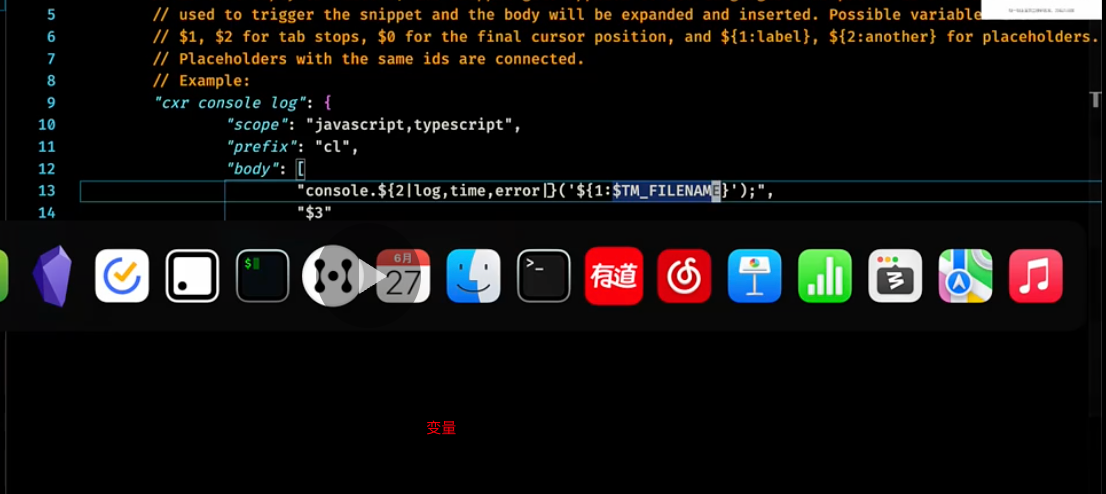 5 // used to trigger the snippet and the body will be expanded and inserted. Possible variable
6 // $1, $2 for tab stops, $0 for the final cursor position, and ${1:label}, ${2:another} for placeholders.
7 // Placeholders with the same ids are connected.
8 // Example:
9 "cxr console log": {
10 "scope": "javascript,typescript",
11 "prefix": "cl",
12 "body": [
13 "console.${2|log,time,error|}('${1:$TM_FILENAME}');",
14 "$3"
$
6月
27
>_
有道
变量